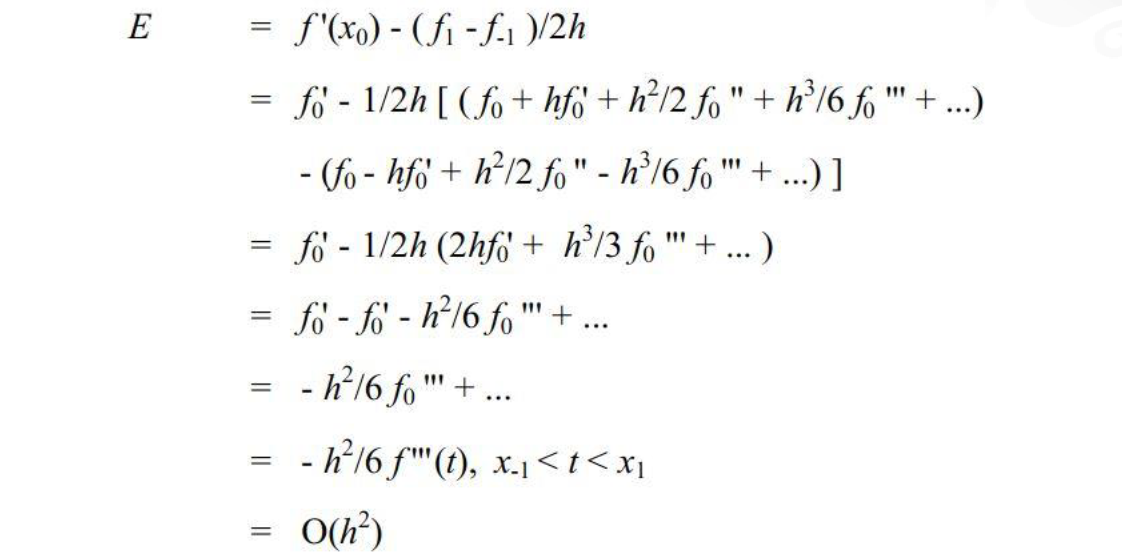 E = f'(x₀) - ( f₁ - f₋₁ )/2h
= f₀' - 1/2h [ ( f₀ + hf₀' + h²/2 f₀ " + h³/6 f₀ "' + ...)
- (f₀ - hf₀' + h²/2 f₀ " - h³/6 f₀ "' + ...) ]
= f₀' - 1/2h (2hf₀' + h³/3 f₀ "' + ... )
= f₀' - f₀' - h²/6 f₀ "' + ...
= - h²/6 f₀ "' + ...
= - h²/6 f"'(t), x₋₁ < t < x₁
= O(h²)